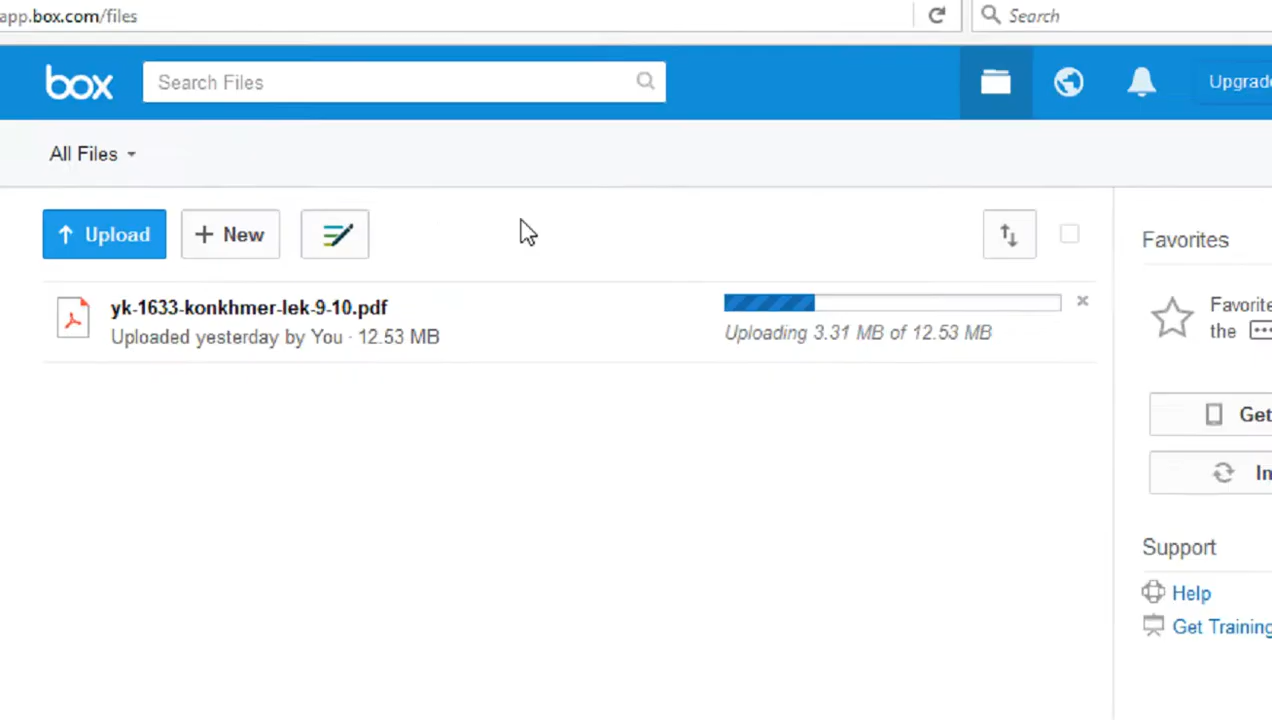 app.box.com/files
Search
box
Search Files
Upgrade
All Files
Upload
New
yk-1633-konkhmer-lek-9-10.pdf
Uploaded yesterday by You · 12.53 MB
Uploading 3.31 MB of 12.53 MB
Favorites
Favorite
the
Get
In
Support
Help
Get Training